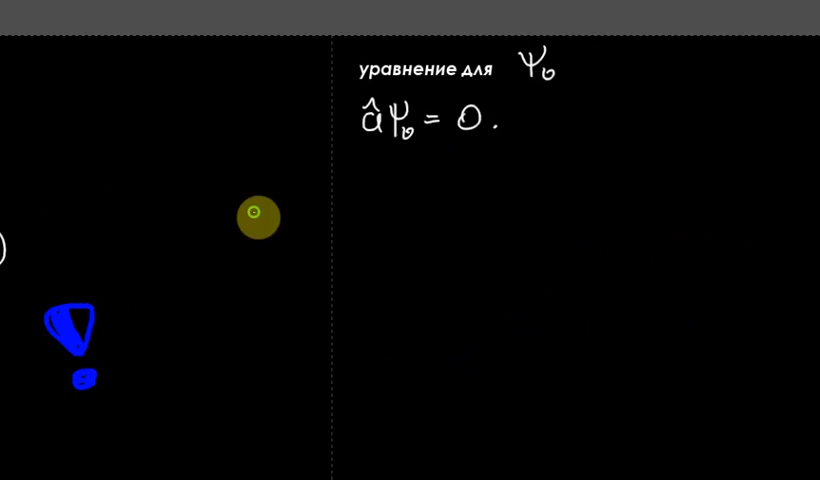 уравнение для ψ₀
âψ₀ = 0.
)
!